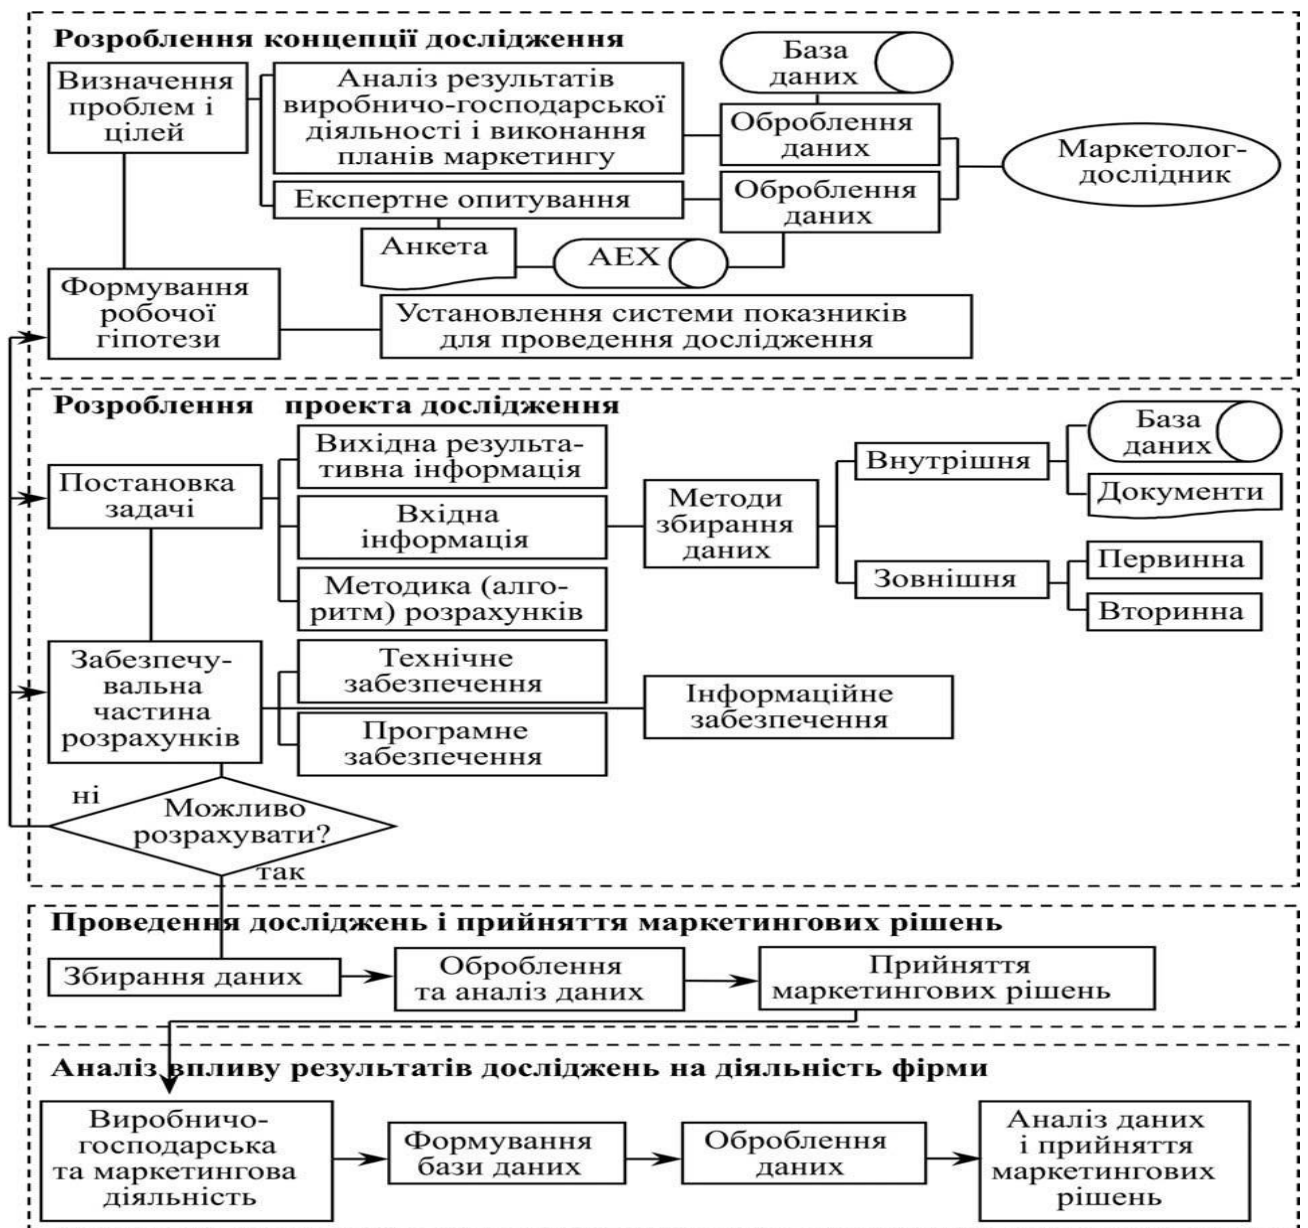 Розроблення концепції дослідження
Визначення
проблем і
цілей
Аналіз результатів
виробничо-господарської
діяльності і виконання
планів маркетингу
База
даних
Оброблення
даних
Маркетолог-
дослідник
Експертне опитування
Оброблення
даних
Анкета
АЕХ
Формування
робочої
гіпотези
Установлення системи показників
для проведення дослідження
Розроблення проекта дослідження
Постановка
задачі
Вихідна результа-
тивна інформація
Вхідна
інформація
Методика (алго-
ритм) розрахунків
Методи
збирання
даних
Внутрішня
База
даних
Документи
Зовнішня
Первинна
Вторинна
Забезпечу-
вальна
частина
розрахунків
Технічне
забезпечення
Програмне
забезпечення
Інформаційне
забезпечення
ні
Можливо
розрахувати?
так
Проведення досліджень і прийняття маркетингових рішень
Збирання даних
Оброблення
та аналіз даних
Прийняття
маркетингових рішень
Аналіз впливу результатів досліджень на діяльність фірми
Виробничо-
господарська
та маркетингова
діяльність
Формування
бази даних
Оброблення
даних
Аналіз даних
і прийняття
маркетингових
рішень